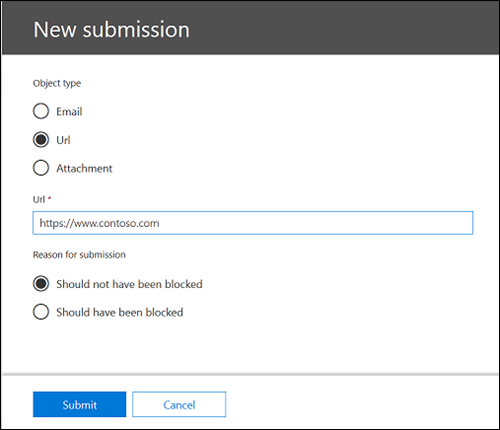 New submission
Object type
Email
Url
Attachment
Url *
https://www.contoso.com
Reason for submission
Should not have been blocked
Should have been blocked
Submit Cancel